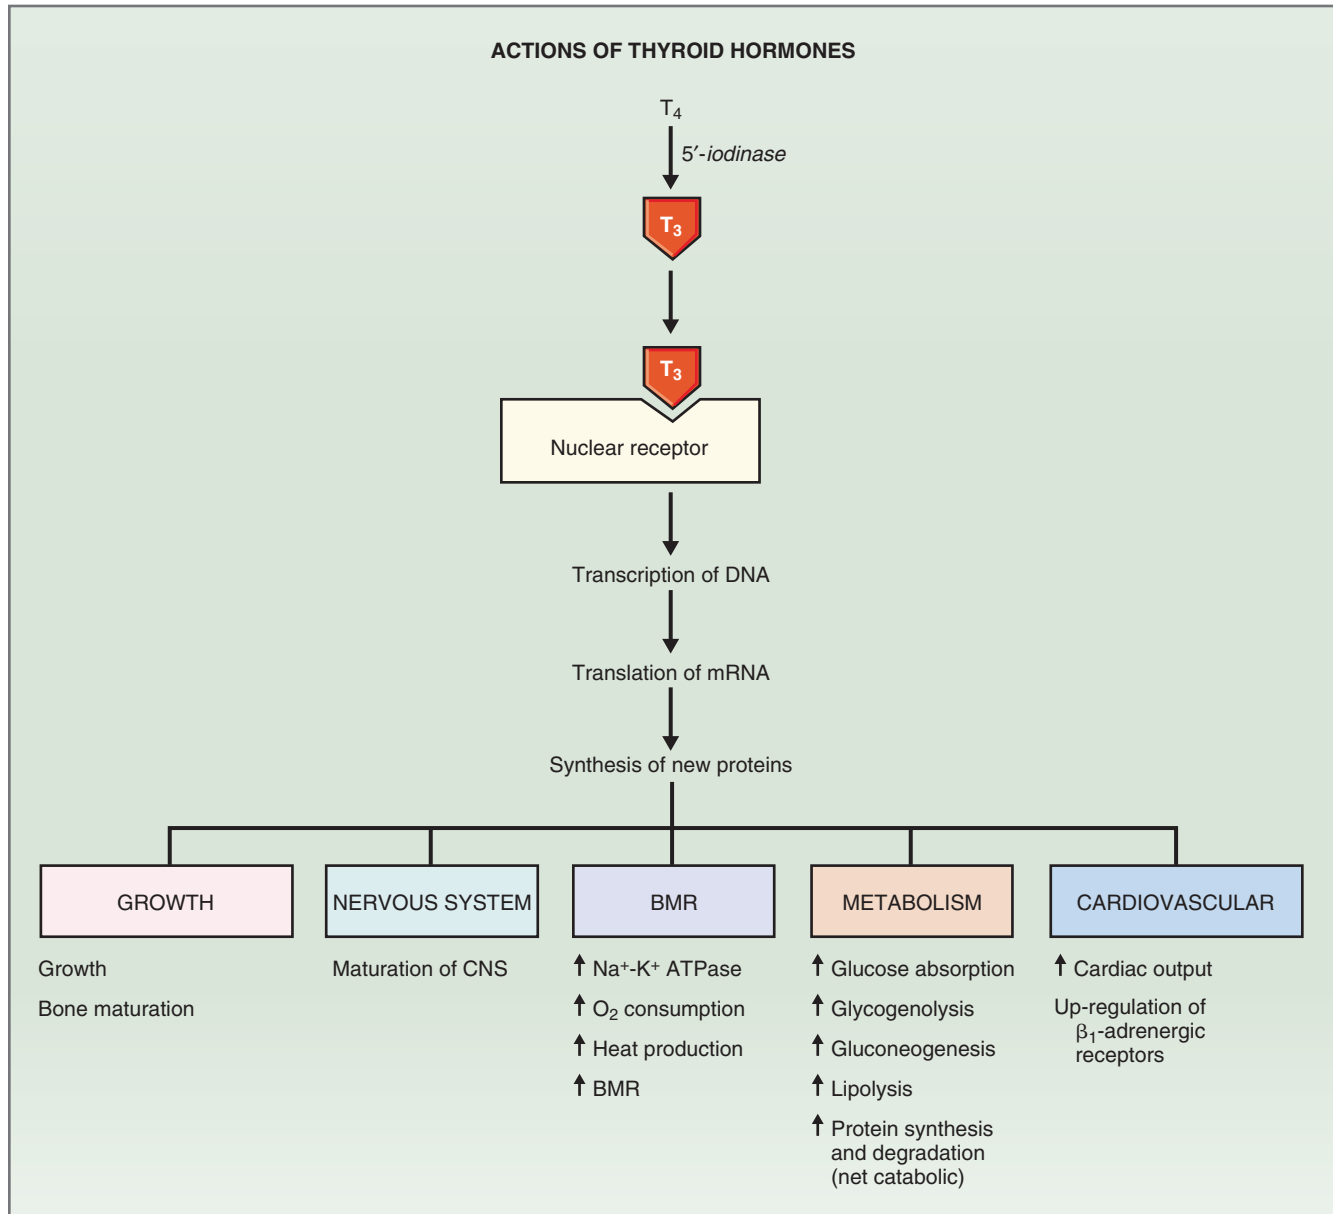 ACTIONS OF THYROID HORMONES
T₄
5′-iodinase
T₃
T₃
Nuclear receptor
Transcription of DNA
Translation of mRNA
Synthesis of new proteins
GROWTH
Growth
Bone maturation
NERVOUS SYSTEM
Maturation of CNS
BMR
↑ Na⁺-K⁺ ATPase
↑ O₂ consumption
↑ Heat production
↑ BMR
METABOLISM
↑ Glucose absorption
↑ Glycogenolysis
↑ Gluconeogenesis
↑ Lipolysis
↑ Protein synthesis
and degradation
(net catabolic)
CARDIOVASCULAR
↑ Cardiac output
Up-regulation of
β₁-adrenergic
receptors